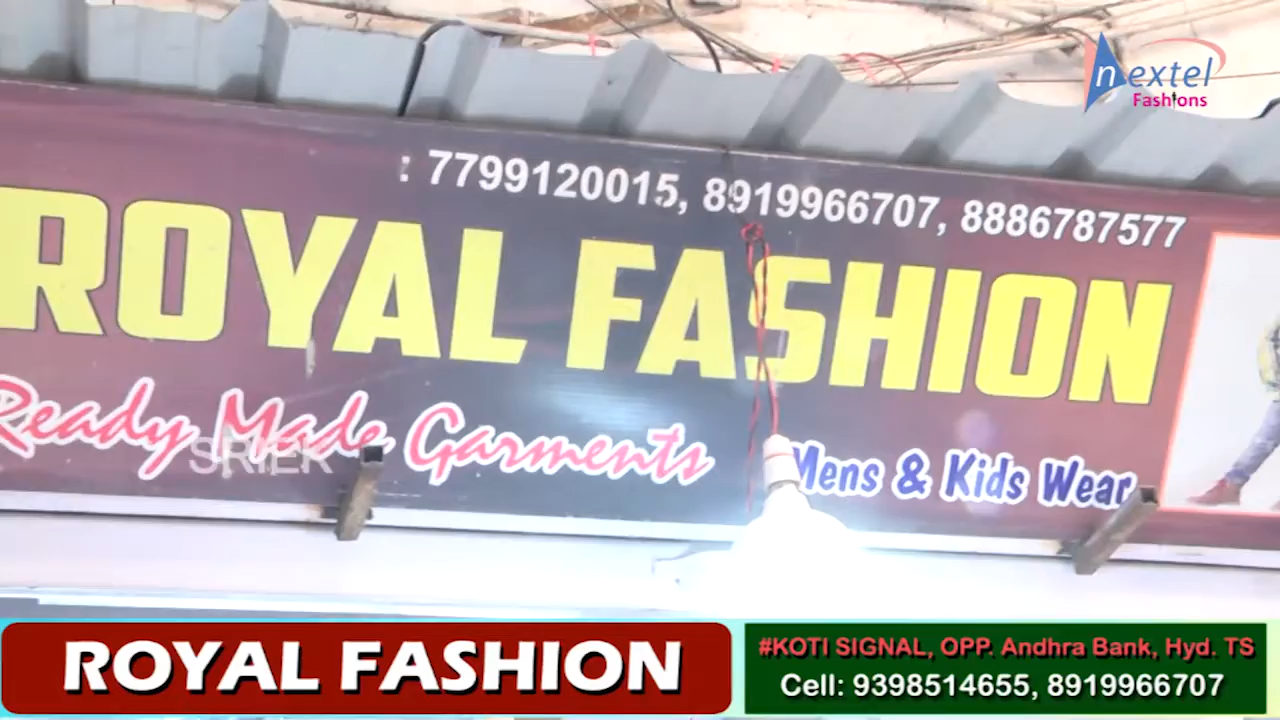 nextel
Fashions
: 7799120015, 8919966707, 8886787577
ROYAL FASHION
Ready Made Garments
SRIEK
Mens & Kids Wear
ROYAL FASHION
#KOTI SIGNAL, OPP. Andhra Bank, Hyd. TS
Cell: 9398514655, 8919966707